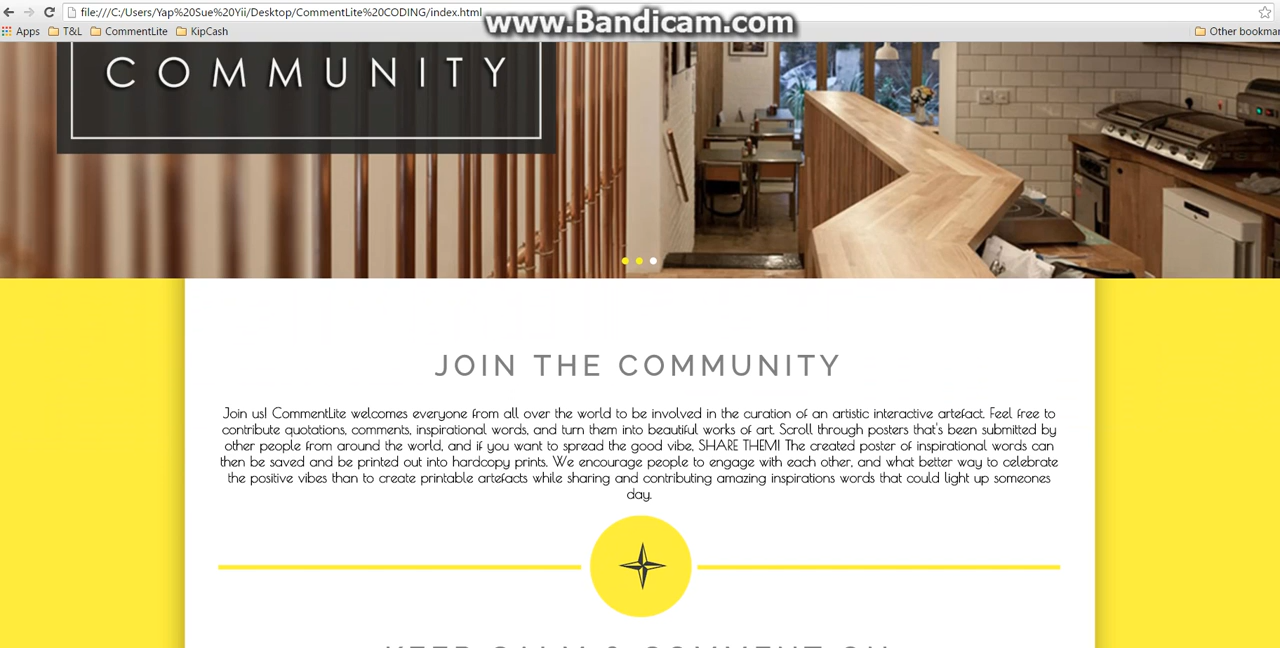 file:///C:/Users/Yap%20Sue%20Yii/Desktop/CommentLite%20CODING/index.html
www.Bandicam.com
Apps T&L CommentLite KipCash Other bookmar
COMMUNITY
JOIN THE COMMUNITY
Join us! CommentLite welcomes everyone from all over the world to be involved in the curation of an artistic interactive artefact. Feel free to
contribute quotations, comments, inspirational words, and turn them into beautiful works of art. Scroll through posters that's been submitted by
other people from around the world, and if you want to spread the good vibe, SHARE THEM! The created poster of inspirational words can
then be saved and be printed out into hardcopy prints. We encourage people to engage with each other, and what better way to celebrate
the positive vibes than to create printable artefacts while sharing and contributing amazing inspirations words that could light up someones
day.
KEEP CALM & COMMENT ON